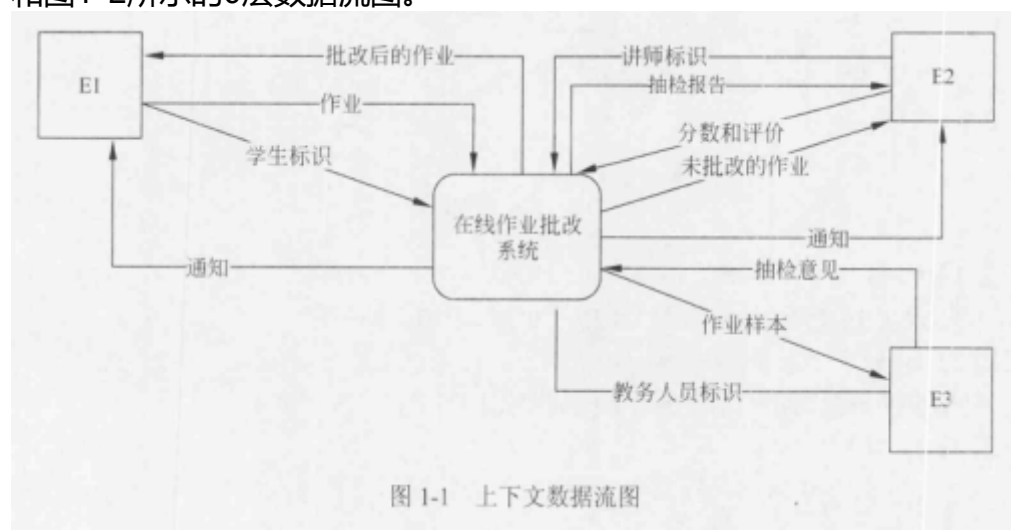 和图1-2所示的0层数据流图。
批改后的作业
讲师标识
E1
抽检报告
E2
作业
分数和评价
学生标识
未批改的作业
在线作业批改
系统
通知
通知
抽检意见
作业样本
教务人员标识
E3
图 1-1 上下文数据流图